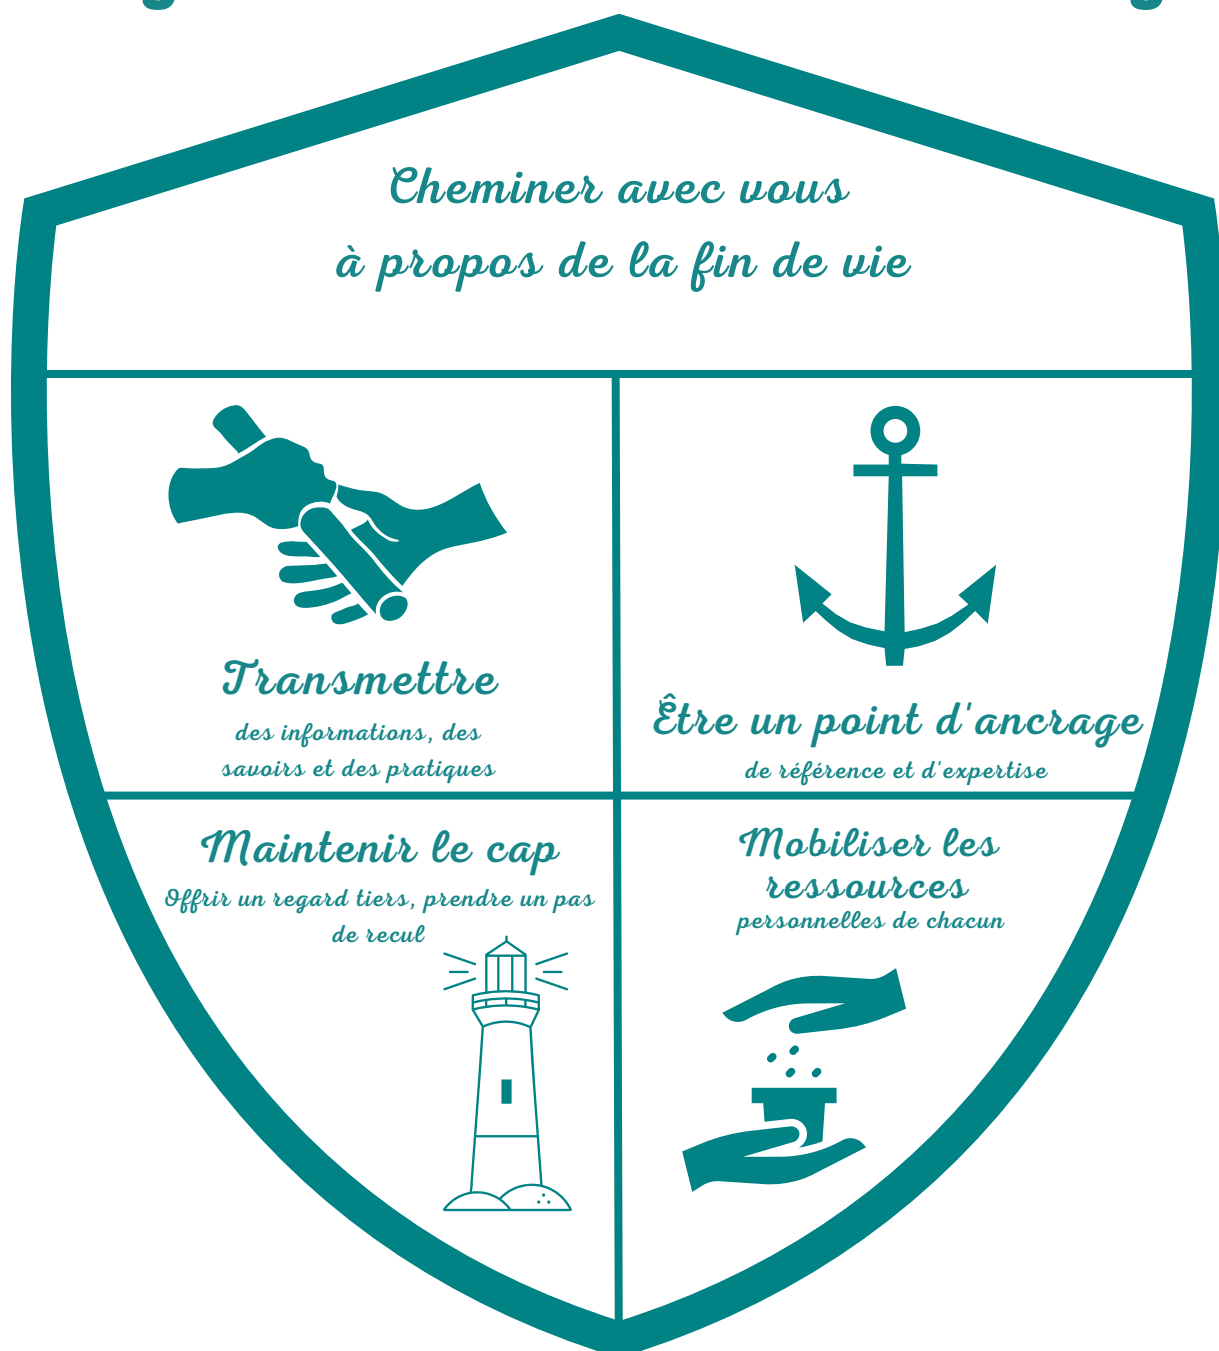 Cheminer avec vous
à propos de la fin de vie
Transmettre
des informations, des
savoirs et des pratiques
Être un point d'ancrage
de référence et d'expertise
Maintenir le cap
Offrir un regard tiers, prendre un pas
de recul
Mobiliser les
ressources
personnelles de chacun